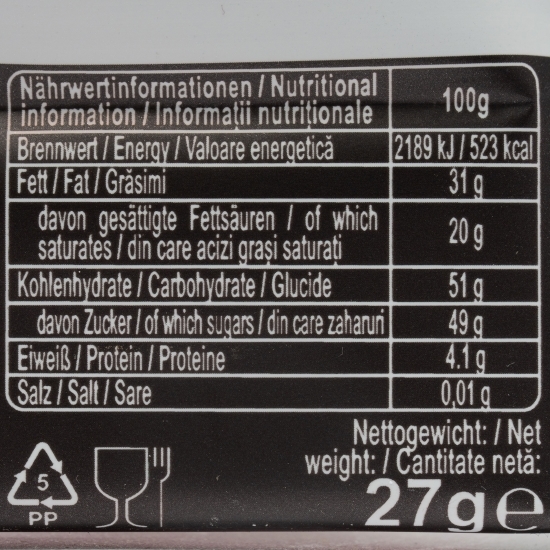 Nährwertinformationen / Nutritional
information / Informații nutriționale
100g
Brennwert / Energy / Valoare energetică 2189 kJ / 523 kcal
Fett / Fat / Grăsimi 31 g
davon gesättigte Fettsäuren / of which
saturates / din care acizi grași saturați
20 g
Kohlenhydrate / Carbohydrate / Glucide 51 g
davon Zucker / of which sugars / din care zaharuri 49 g
Eiweiß / Protein / Proteine 4.1 g
Salz / Salt / Sare 0,01 g
Nettogewicht: / Net
weight: / Cantitate netă:
27g e
5
PP